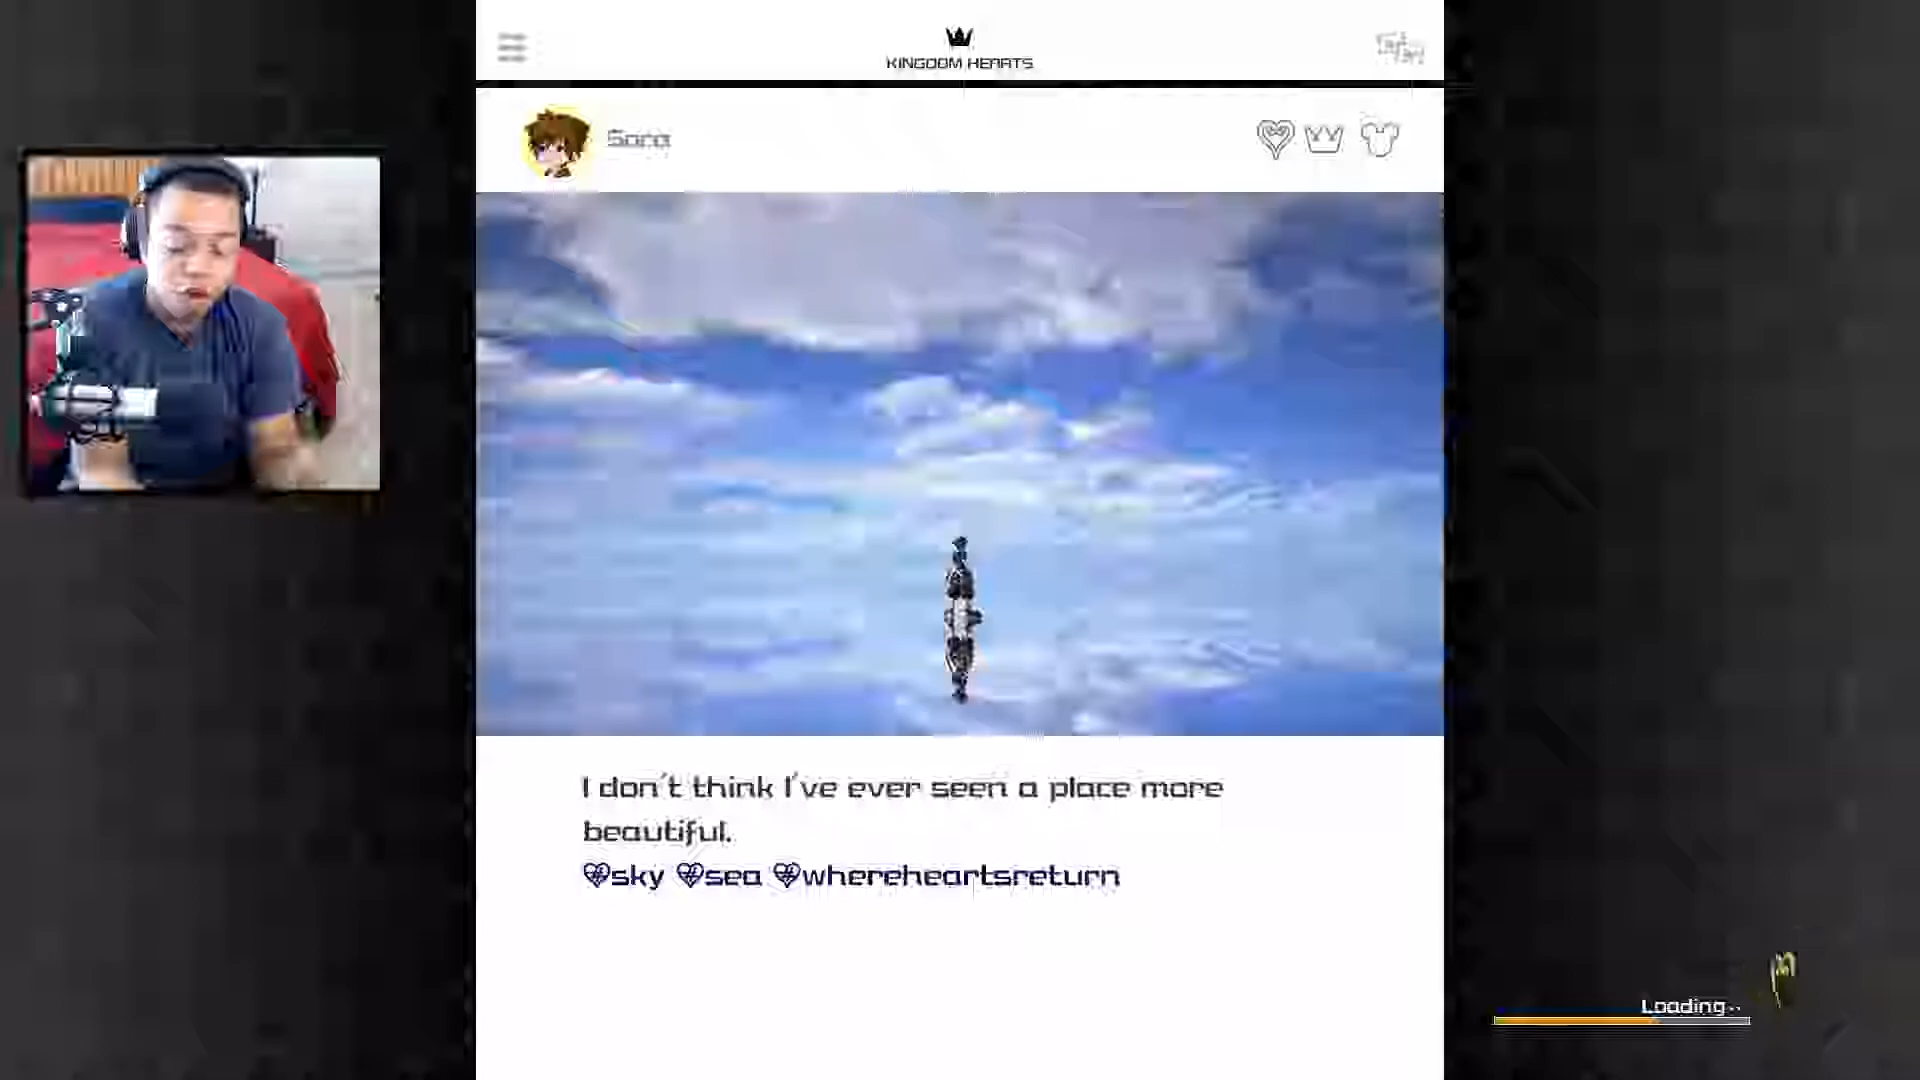 KINGDOM HEARTS
Sora
I don't think I've ever seen a place more
beautiful.
sky sea whereheartsreturn
Loading..